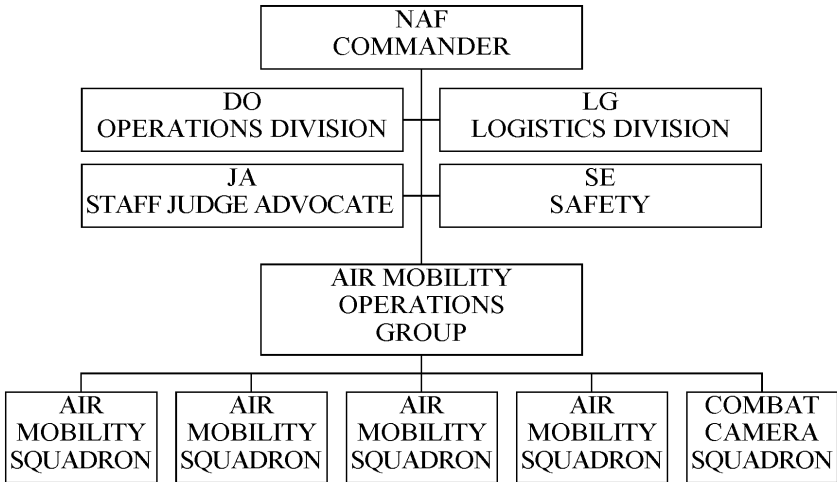 NAF
COMMANDER
DO
OPERATIONS DIVISION
LG
LOGISTICS DIVISION
JA
STAFF JUDGE ADVOCATE
SE
SAFETY
AIR MOBILITY
OPERATIONS
GROUP
AIR
MOBILITY
SQUADRON
AIR
MOBILITY
SQUADRON
AIR
MOBILITY
SQUADRON
AIR
MOBILITY
SQUADRON
COMBAT
CAMERA
SQUADRON